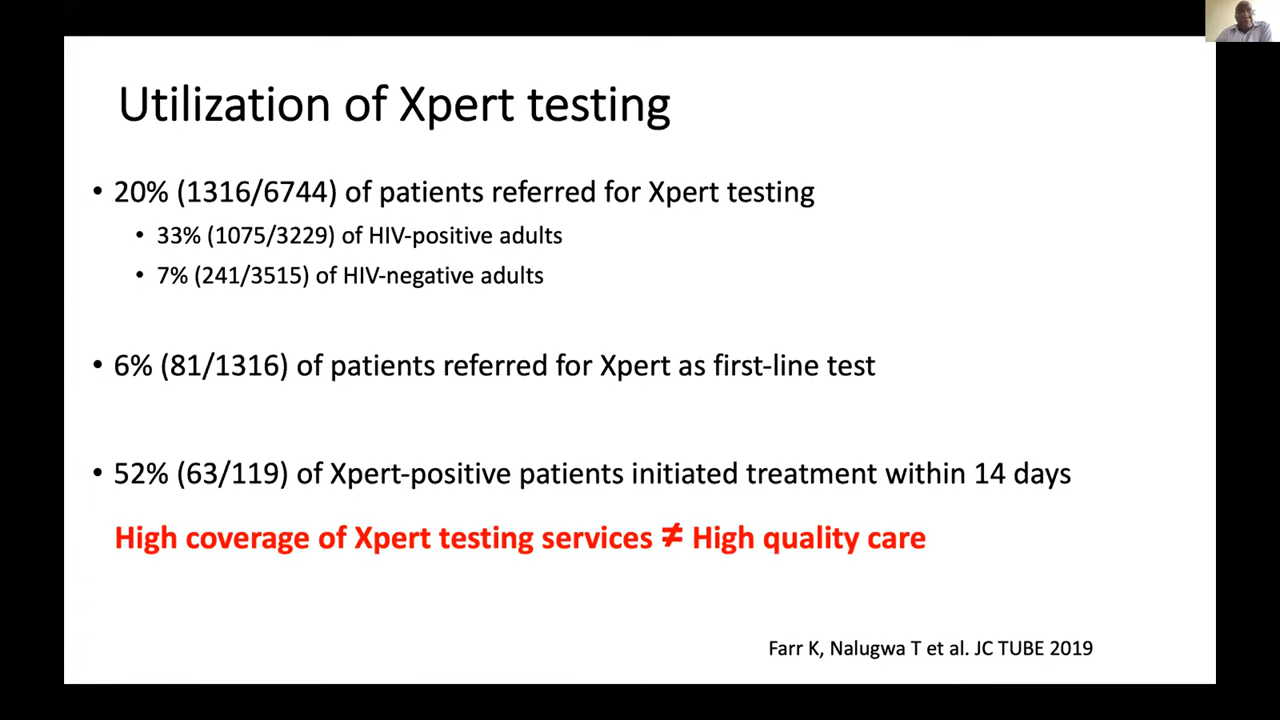 Utilization of Xpert testing
• 20% (1316/6744) of patients referred for Xpert testing
• 33% (1075/3229) of HIV-positive adults
• 7% (241/3515) of HIV-negative adults
• 6% (81/1316) of patients referred for Xpert as first-line test
• 52% (63/119) of Xpert-positive patients initiated treatment within 14 days
High coverage of Xpert testing services ≠ High quality care
Farr K, Nalugwa T et al. JC TUBE 2019